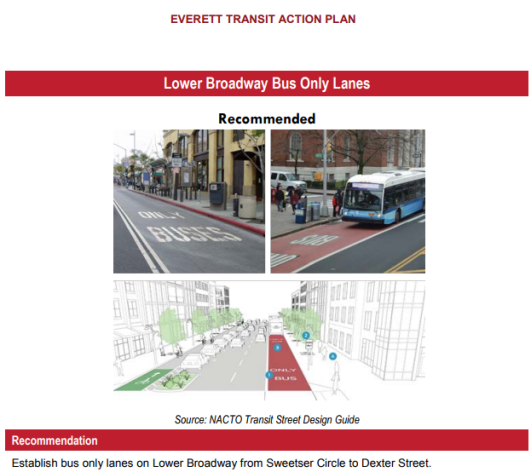 EVERETT TRANSIT ACTION PLAN
Lower Broadway Bus Only Lanes
Recommended
ONLY
BUSES
BUS
ONLY
BUS
Source: NACTO Transit Street Design Guide
Recommendation
Establish bus only lanes on Lower Broadway from Sweetser Circle to Dexter Street.